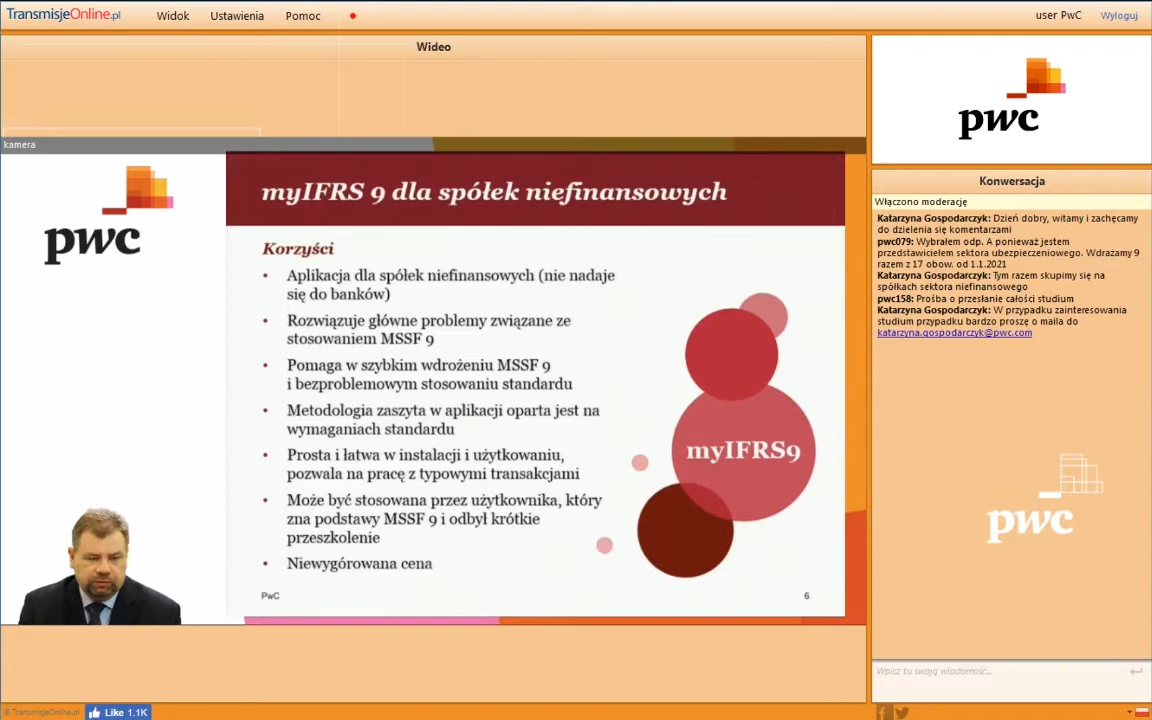 TransmisjeOnline.pl
Widok
Ustawienia
Pomoc
user PwC
Wyloguj
Wideo
kamera
pwc
myIFRS 9 dla spółek niefinansowych
Korzyści
• Aplikacja dla spółek niefinansowych (nie nadaje
się do banków)
• Rozwiązuje główne problemy związane ze
stosowaniem MSSF 9
• Pomaga w szybkim wdrożeniu MSSF 9
i bezproblemowym stosowaniu standardu
• Metodologia zaszyta w aplikacji oparta jest na
wymaganiach standardu
• Prosta i łatwa w instalacji i użytkowaniu,
pozwala na pracę z typowymi transakcjami
• Może być stosowana przez użytkownika, który
zna podstawy MSSF 9 i odbył krótkie
przeszkolenie
• Niewygórowana cena
myIFRS9
PwC
6
pwc
Konwersacja
Włączono moderację
Katarzyna Gospodarczyk: Dzień dobry, witamy i zachęcamy
do dzielenia się komentarzami
pwc079: Wybrałem odp. A ponieważ jestem
przedstawicielem sektora ubezpieczeniowego. Wdrażamy 9
razem z 17 obow. od 1.1.2021
Katarzyna Gospodarczyk: Tym razem skupimy się na
spółkach sektora niefinansowego
pwc158: Prośba o przesłanie całości studium
Katarzyna Gospodarczyk: W przypadku zainteresowania
studium przypadku bardzo proszę o maila do
katarzyna.gospodarczyk@pwc.com
pwc
Wpisz tu swoją wiadomość...
© TransmisjeOnline.pl
Like 1.1K